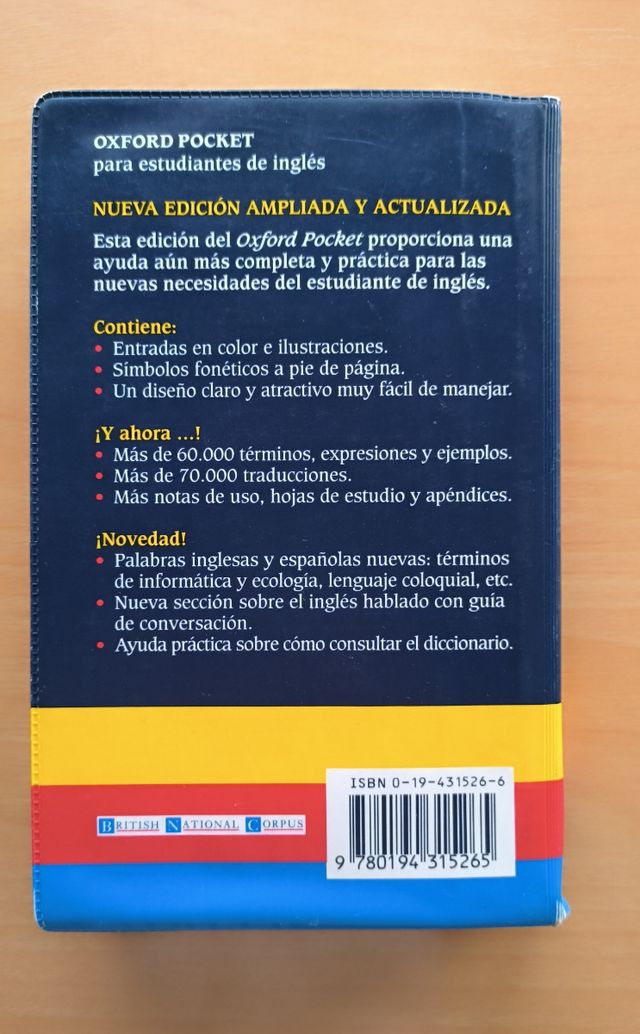 OXFORD POCKET
para estudiantes de inglés
NUEVA EDICIÓN AMPLIADA Y ACTUALIZADA
Esta edición del Oxford Pocket proporciona una
ayuda aún más completa y práctica para las
nuevas necesidades del estudiante de inglés.
Contiene:
• Entradas en color e ilustraciones.
• Símbolos fonéticos a pie de página.
• Un diseño claro y atractivo muy fácil de manejar.
¡Y ahora ...!
• Más de 60.000 términos, expresiones y ejemplos.
• Más de 70.000 traducciones.
• Más notas de uso, hojas de estudio y apéndices.
¡Novedad!
• Palabras inglesas y españolas nuevas: términos
de informática y ecología, lenguaje coloquial, etc.
• Nueva sección sobre el inglés hablado con guía
de conversación.
• Ayuda práctica sobre cómo consultar el diccionario.
ISBN 0-19-431526-6
BRITISH NATIONAL CORPUS
9 780194 315265